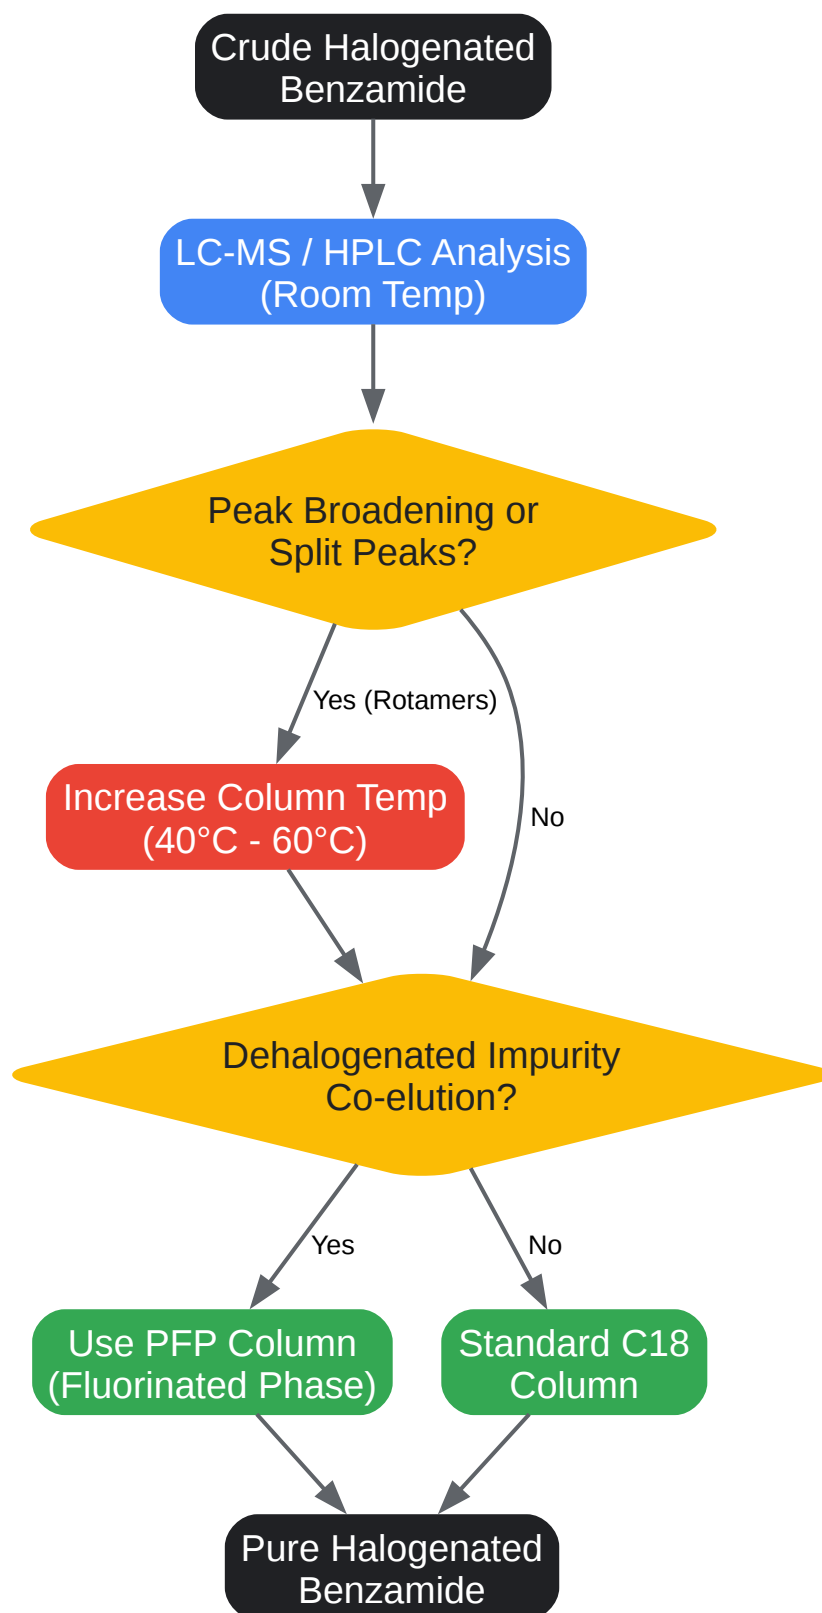 Crude Halogenated
Benzamide
LC-MS / HPLC Analysis
(Room Temp)
Peak Broadening or
Split Peaks?
Yes (Rotamers)
Increase Column Temp
(40°C - 60°C)
No
Dehalogenated Impurity
Co-elution?
Yes
No
Use PFP Column
(Fluorinated Phase)
Standard C18
Column
Pure Halogenated
Benzamide